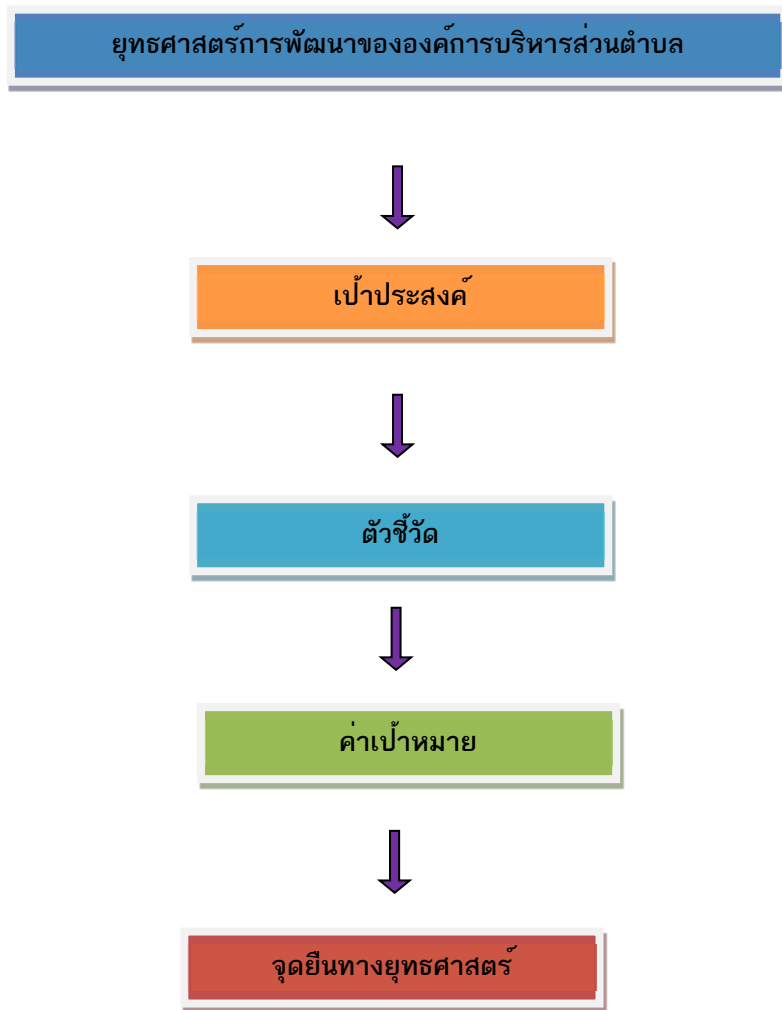 ยุทธศาสตร์การพัฒนาขององค์การบริหารส่วนตำบล
เป้าประสงค์
ตัวชี้วัด
ค่าเป้าหมาย
จุดยืนทางยุทธศาสตร์